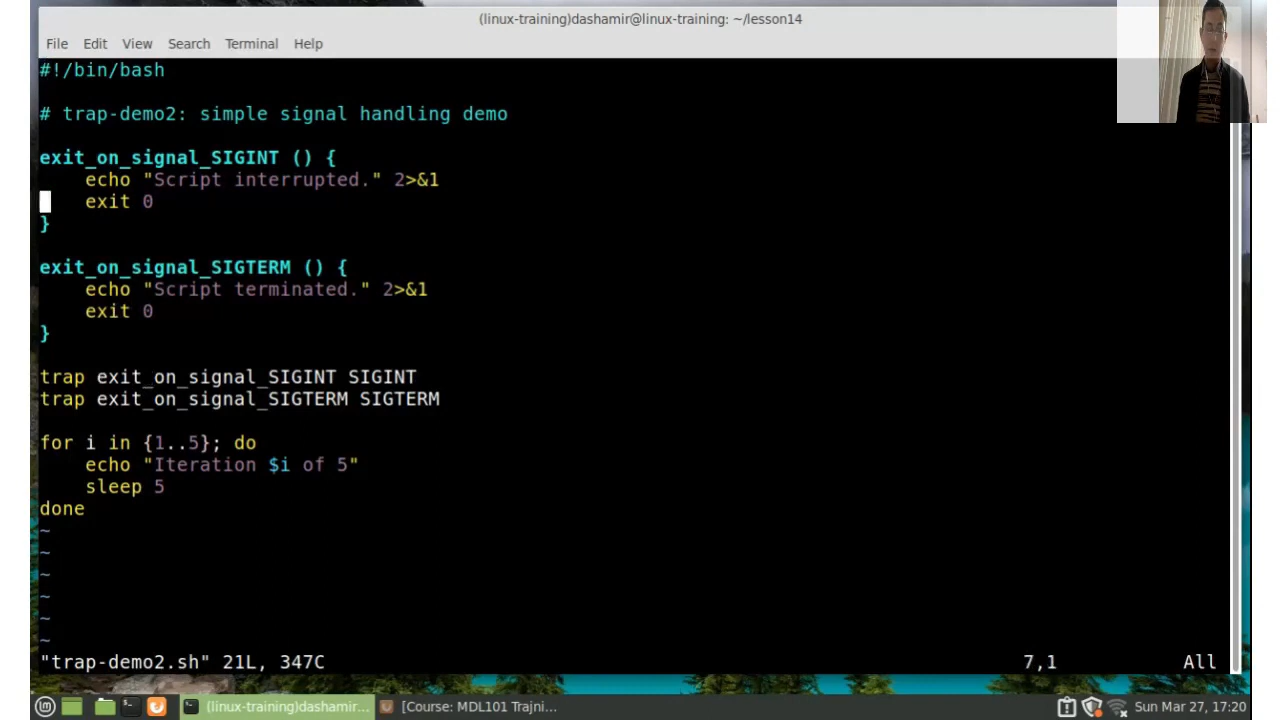 (linux-training)dashamir@linux-training: ~/lesson14
File Edit View Search Terminal Help
#!/bin/bash
# trap-demo2: simple signal handling demo
exit_on_signal_SIGINT () {
    echo "Script interrupted." 2>&1
    exit 0
}
exit_on_signal_SIGTERM () {
    echo "Script terminated." 2>&1
    exit 0
}
trap exit_on_signal_SIGINT SIGINT
trap exit_on_signal_SIGTERM SIGTERM
for i in {1..5}; do
    echo "Iteration $i of 5"
    sleep 5
done
~
~
~
~
~
~
"trap-demo2.sh" 21L, 347C 7,1 All
(linux-training)dashamir... [Course: MDL101 Trajni... Sun Mar 27, 17:20